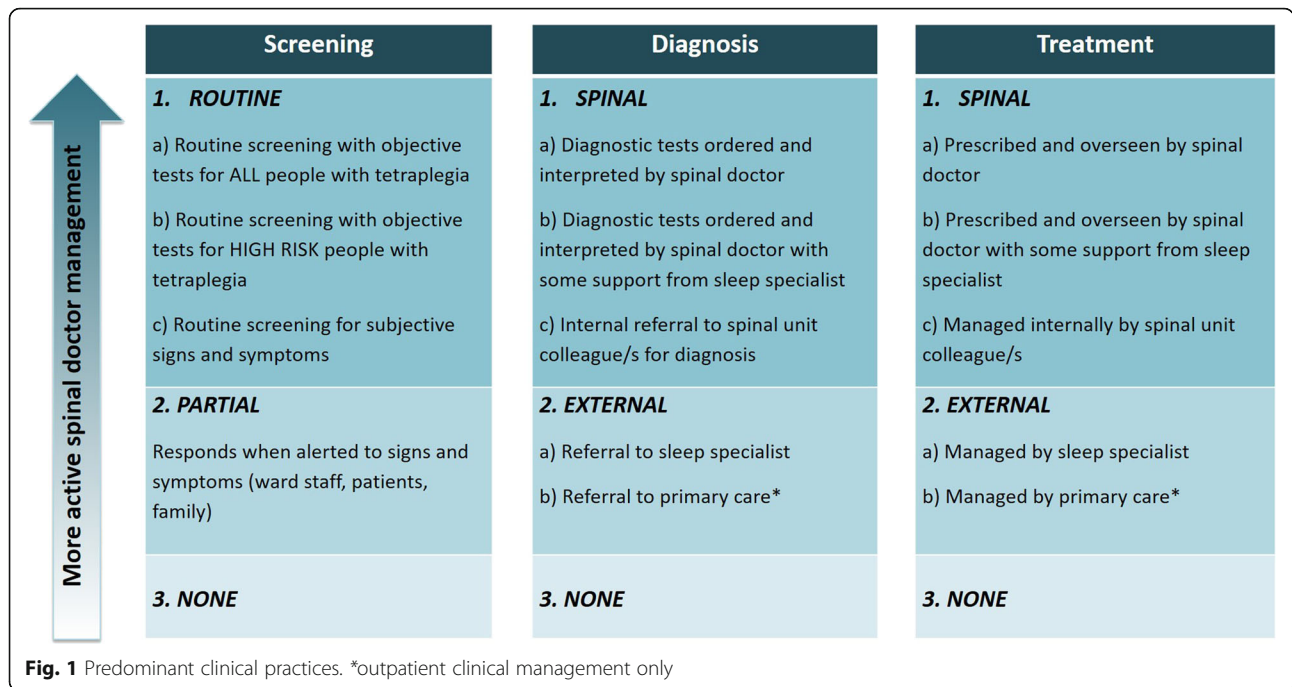 More active spinal doctor management
Screening
1. ROUTINE
a) Routine screening with objective
tests for ALL people with tetraplegia
b) Routine screening with objective
tests for HIGH RISK people with
tetraplegia
c) Routine screening for subjective
signs and symptoms
2. PARTIAL
Responds when alerted to signs and
symptoms (ward staff, patients,
family)
3. NONE
Diagnosis
1. SPINAL
a) Diagnostic tests ordered and
interpreted by spinal doctor
b) Diagnostic tests ordered and
interpreted by spinal doctor with
some support from sleep specialist
c) Internal referral to spinal unit
colleague/s for diagnosis
2. EXTERNAL
a) Referral to sleep specialist
b) Referral to primary care*
3. NONE
Treatment
1. SPINAL
a) Prescribed and overseen by spinal
doctor
b) Prescribed and overseen by spinal
doctor with some support from sleep
specialist
c) Managed internally by spinal unit
colleague/s
2. EXTERNAL
a) Managed by sleep specialist
b) Managed by primary care*
3. NONE
Fig. 1 Predominant clinical practices. *outpatient clinical management only